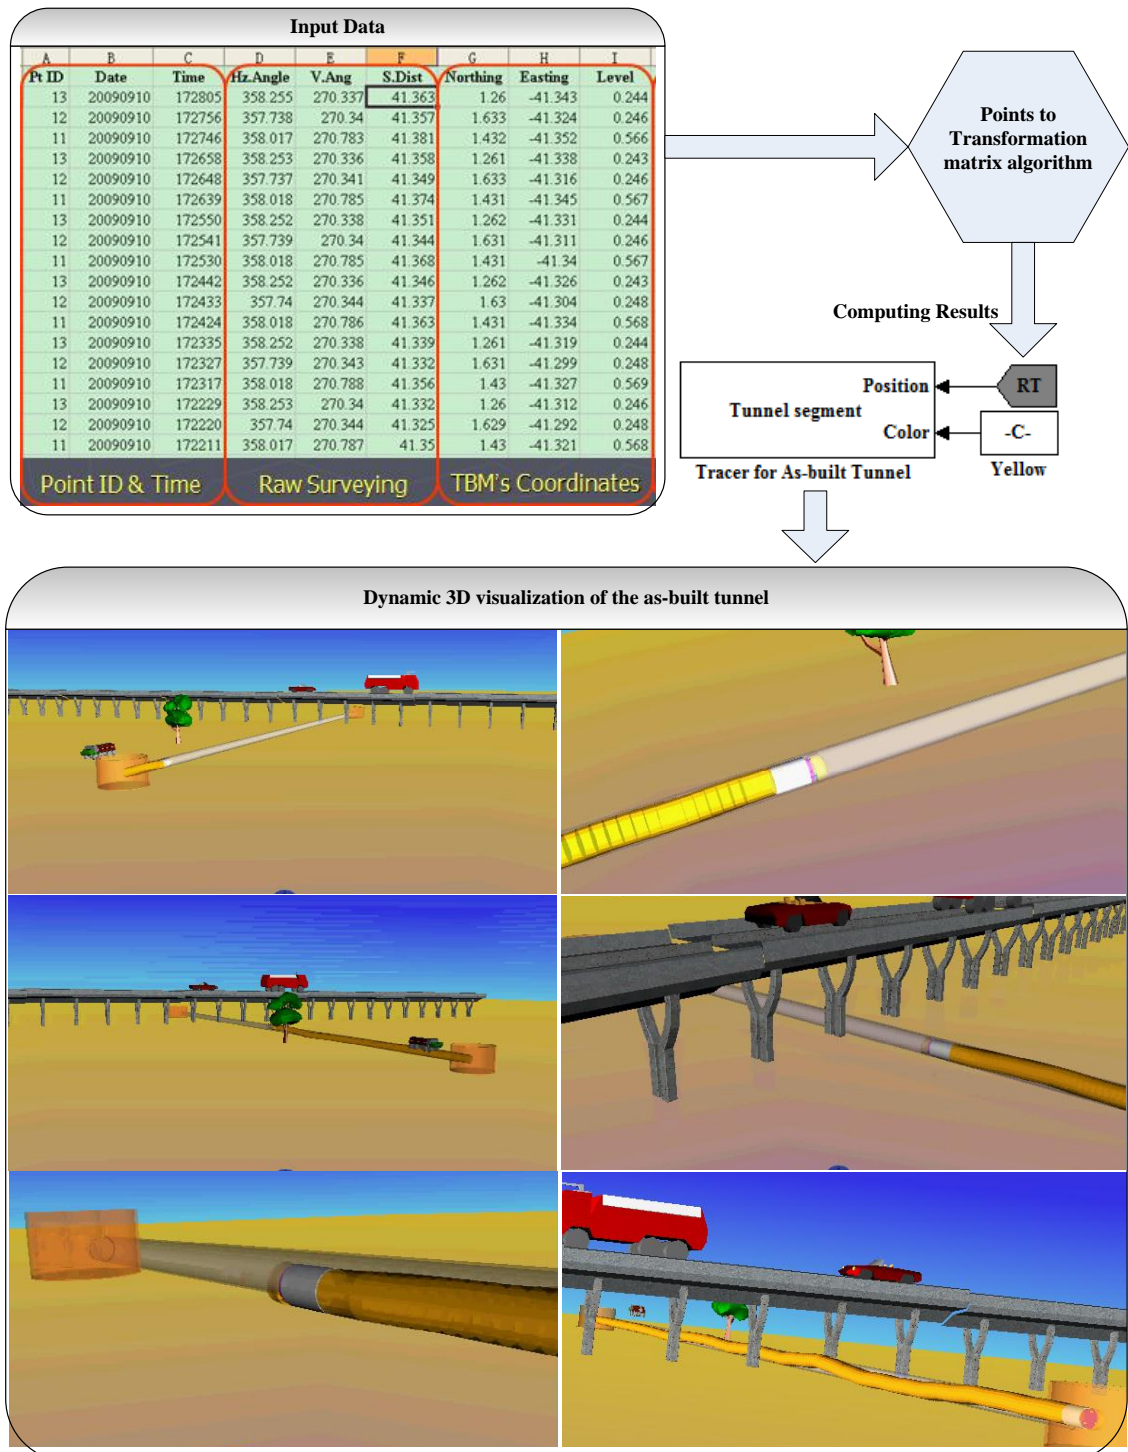 Input Data
A B C D E F G H I
Pt ID Date Time Hz.Angle V.Ang S.Dist Northing Easting Level
13 20090910 172805 358.255 270.337 41.363 1.26 -41.343 0.244
12 20090910 172756 357.738 270.34 41.357 1.633 -41.324 0.246
11 20090910 172746 358.017 270.783 41.381 1.432 -41.352 0.566
13 20090910 172658 358.253 270.336 41.358 1.261 -41.338 0.243
12 20090910 172648 357.737 270.341 41.349 1.633 -41.316 0.246
11 20090910 172639 358.018 270.785 41.374 1.431 -41.345 0.567
13 20090910 172550 358.252 270.338 41.351 1.262 -41.331 0.244
12 20090910 172541 357.739 270.34 41.344 1.631 -41.311 0.246
11 20090910 172530 358.018 270.785 41.368 1.431 -41.34 0.567
13 20090910 172442 358.252 270.336 41.346 1.262 -41.326 0.243
12 20090910 172433 357.74 270.344 41.337 1.63 -41.304 0.248
11 20090910 172424 358.018 270.786 41.363 1.431 -41.334 0.568
13 20090910 172335 358.252 270.338 41.339 1.261 -41.319 0.244
12 20090910 172327 357.739 270.343 41.332 1.631 -41.299 0.248
11 20090910 172317 358.018 270.788 41.356 1.43 -41.327 0.569
13 20090910 172229 358.253 270.34 41.332 1.26 -41.312 0.246
12 20090910 172220 357.74 270.344 41.325 1.629 -41.292 0.248
11 20090910 172211 358.017 270.787 41.35 1.43 -41.321 0.568
Point ID & Time Raw Surveying TBM's Coordinates
Points to
Transformation
matrix algorithm
Computing Results
Position
RT
Tunnel segment
Color
-C-
Tracer for As-built Tunnel
Yellow
Dynamic 3D visualization of the as-built tunnel